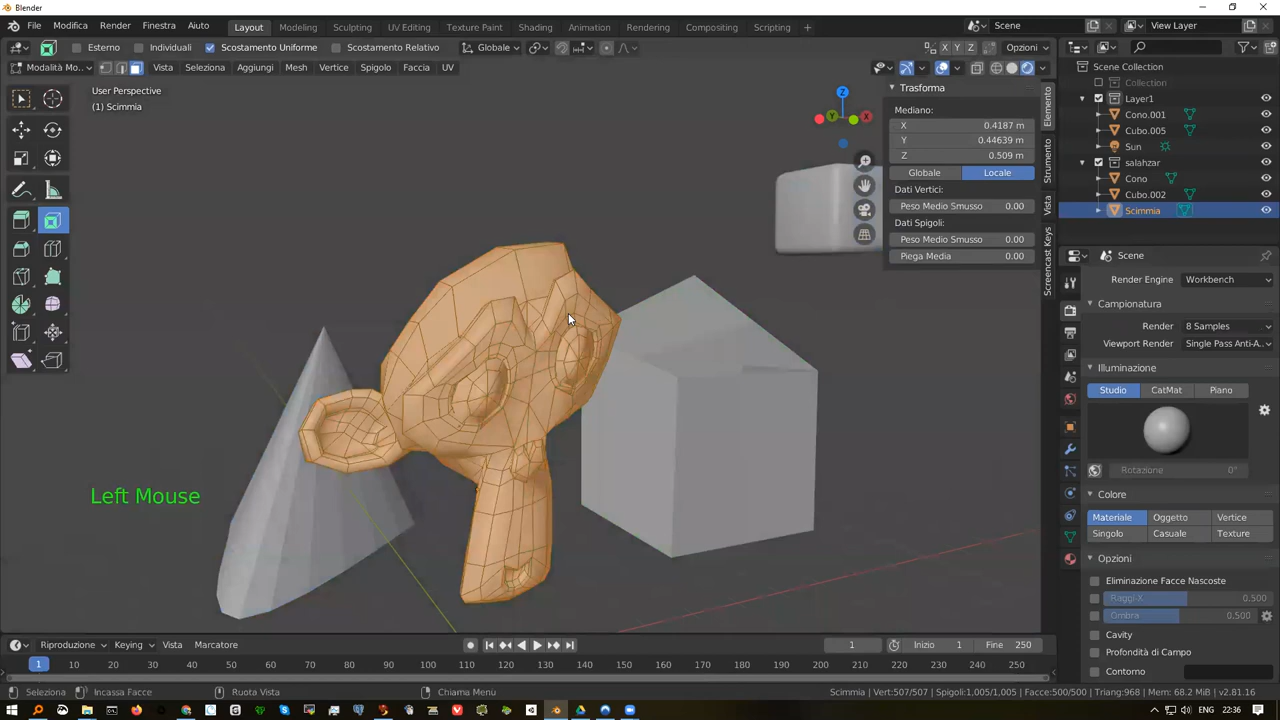 Blender
File Modifica Render Finestra Aiuto Layout Modeling Sculpting UV Editing Texture Paint Shading Animation Rendering Compositing Scripting + Scene View Layer
Esterno Individuali Scostamento Uniforme Scostamento Relativo Globale X Y Z Opzioni
Modalità Mo... Vista Seleziona Aggiungi Mesh Vertice Spigolo Faccia UV
User Perspective
(1) Scimmia
Z
Y X
Trasforma
Mediano:
X 0.4187 m
Y 0.44639 m
Z 0.509 m
Globale Locale
Dati Vertici:
Peso Medio Smusso 0.00
Dati Spigoli:
Peso Medio Smusso 0.00
Piega Media 0.00
Elemento
Strumento
Vista
Screencast Keys
Scene Collection
Collection
Layer1
Cono.001
Cubo.005
Sun
salahzar
Cono
Cubo.002
Scimmia
Scene
Render Engine Workbench
Campionatura
Render 8 Samples
Viewport Render Single Pass Anti-A..
Illuminazione
Studio CatMat Piano
Rotazione 0°
Colore
Materiale Oggetto Vertice
Singolo Casuale Texture
Opzioni
Eliminazione Facce Nascoste
Raggi-X 0.500
Ombra 0.500
Cavity
Profondità di Campo
Contorno
Left Mouse
Riproduzione Keying Vista Marcatore 1 Inizio 1 Fine 250
1 10 20 30 40 50 60 70 80 90 100 110 120 130 140 150 160 170 180 190 200 210 220 230 240 250
Seleziona Incassa Facce Ruota Vista Chiama Menu Scimmia | Vert:507/507 | Spigoli:1,005/1,005 | Facce:500/500 | Triang:968 | Mem: 68.2 MiB | v2.81.16
ENG 22:36